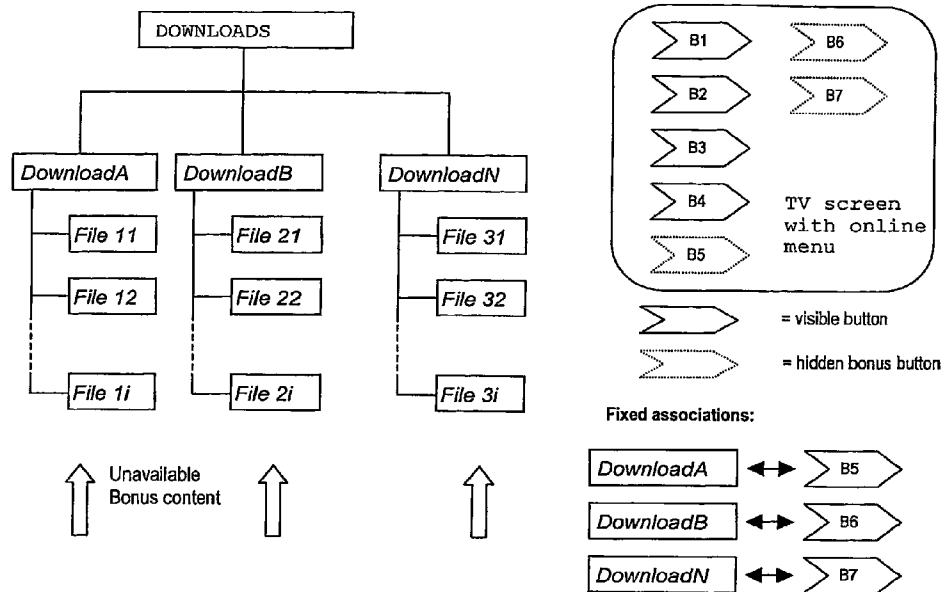 DOWNLOADS
DownloadA
DownloadB
DownloadN
File 11
File 21
File 31
File 12
File 22
File 32
File 1i
File 2i
File 3i
Unavailable
Bonus content
B1
B6
B2
B7
B3
B4
B5
TV screen
with online
menu
= visible button
= hidden bonus button
Fixed associations:
DownloadA
B5
DownloadB
B6
DownloadN
B7